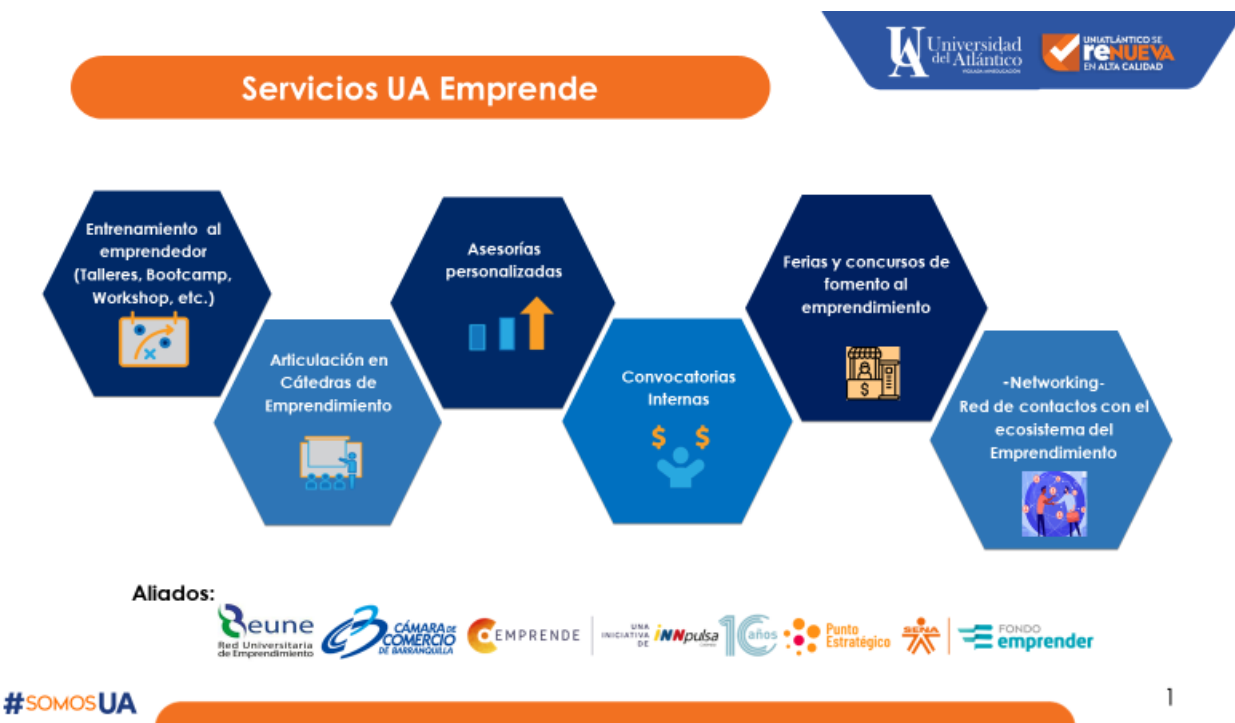 Universidad
del Atlántico
UNIATLÁNTICO SE
reNUEVA
EN ALTA CALIDAD
Servicios UA Emprende
Entrenamiento al
emprendedor
(Talleres, Bootcamp,
Workshop, etc.)
Articulación en
Cátedras de
Emprendimiento
Asesorías
personalizadas
Convocatorias
Internas
$ $
Ferias y concursos de
fomento al
emprendimiento
$
-Networking-
Red de contactos con el
ecosistema del
Emprendimiento
Aliados:
Reune
Red Universitaria
de Emprendimiento
CÁMARA DE
COMERCIO
DE BARRANQUILLA
CEMPRENDE
UNA
INICIATIVA
DE
iNNpulsa
10 años
Punto
Estratégico
SENA
FONDO
emprender
#SOMOSUA
1